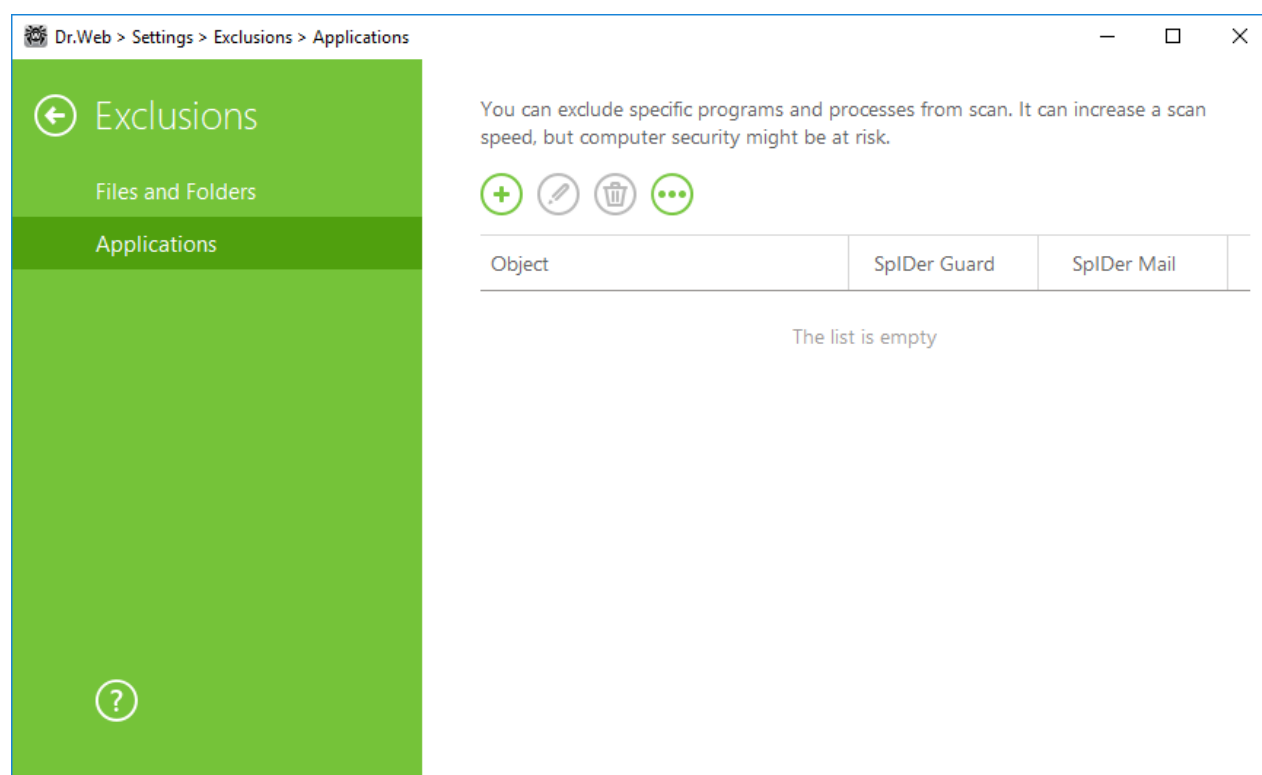 Dr.Web > Settings > Exclusions > Applications
Exclusions
Files and Folders
Applications
You can exclude specific programs and processes from scan. It can increase a scan
speed, but computer security might be at risk.
Object SpIDer Guard SpIDer Mail
The list is empty
?